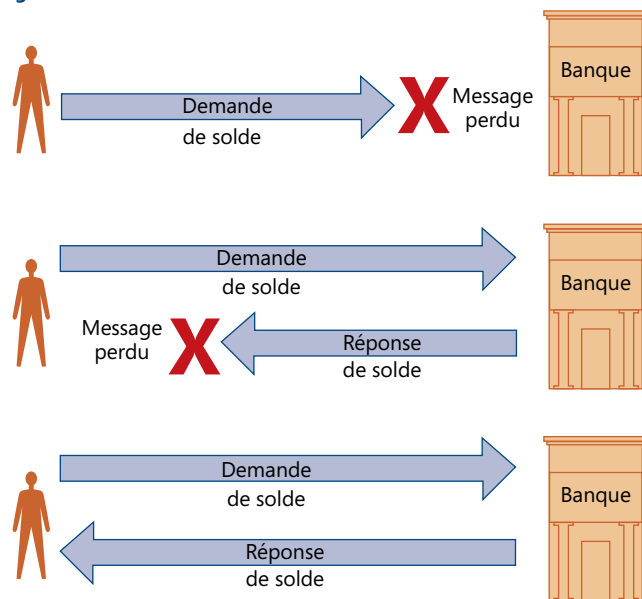 Banque
Demande
de solde
Message
perdu
Demande
de solde
Banque
Message
perdu
Réponse
de solde
Demande
de solde
Banque
Réponse
de solde